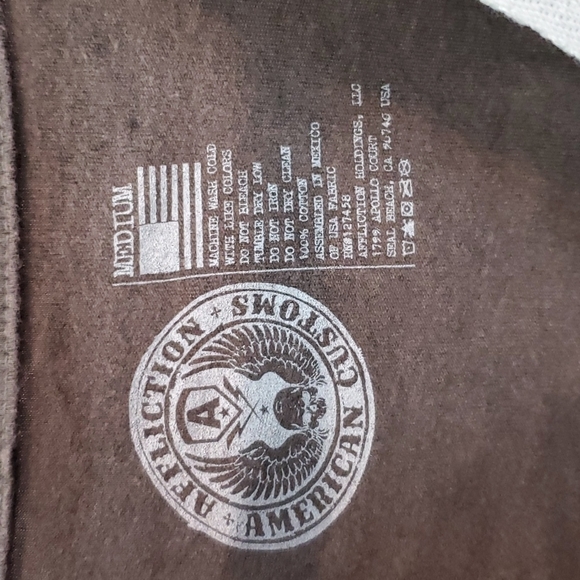 MEDIUM
MACHINE WASH COLD
WITH LIKE COLORS
DO NOT BLEACH
TUMBLE DRY LOW
DO NOT IRON
DO NOT DRY CLEAN
100% COTTON
ASSEMBLED IN MEXICO
OF USA FABRIC
RN#127458
AFFLICTION HOLDINGS, LLC
1799 APOLLO COURT
SEAL BEACH, CA 90740 USA
AFFLICTION
AMERICAN CUSTOMS
A